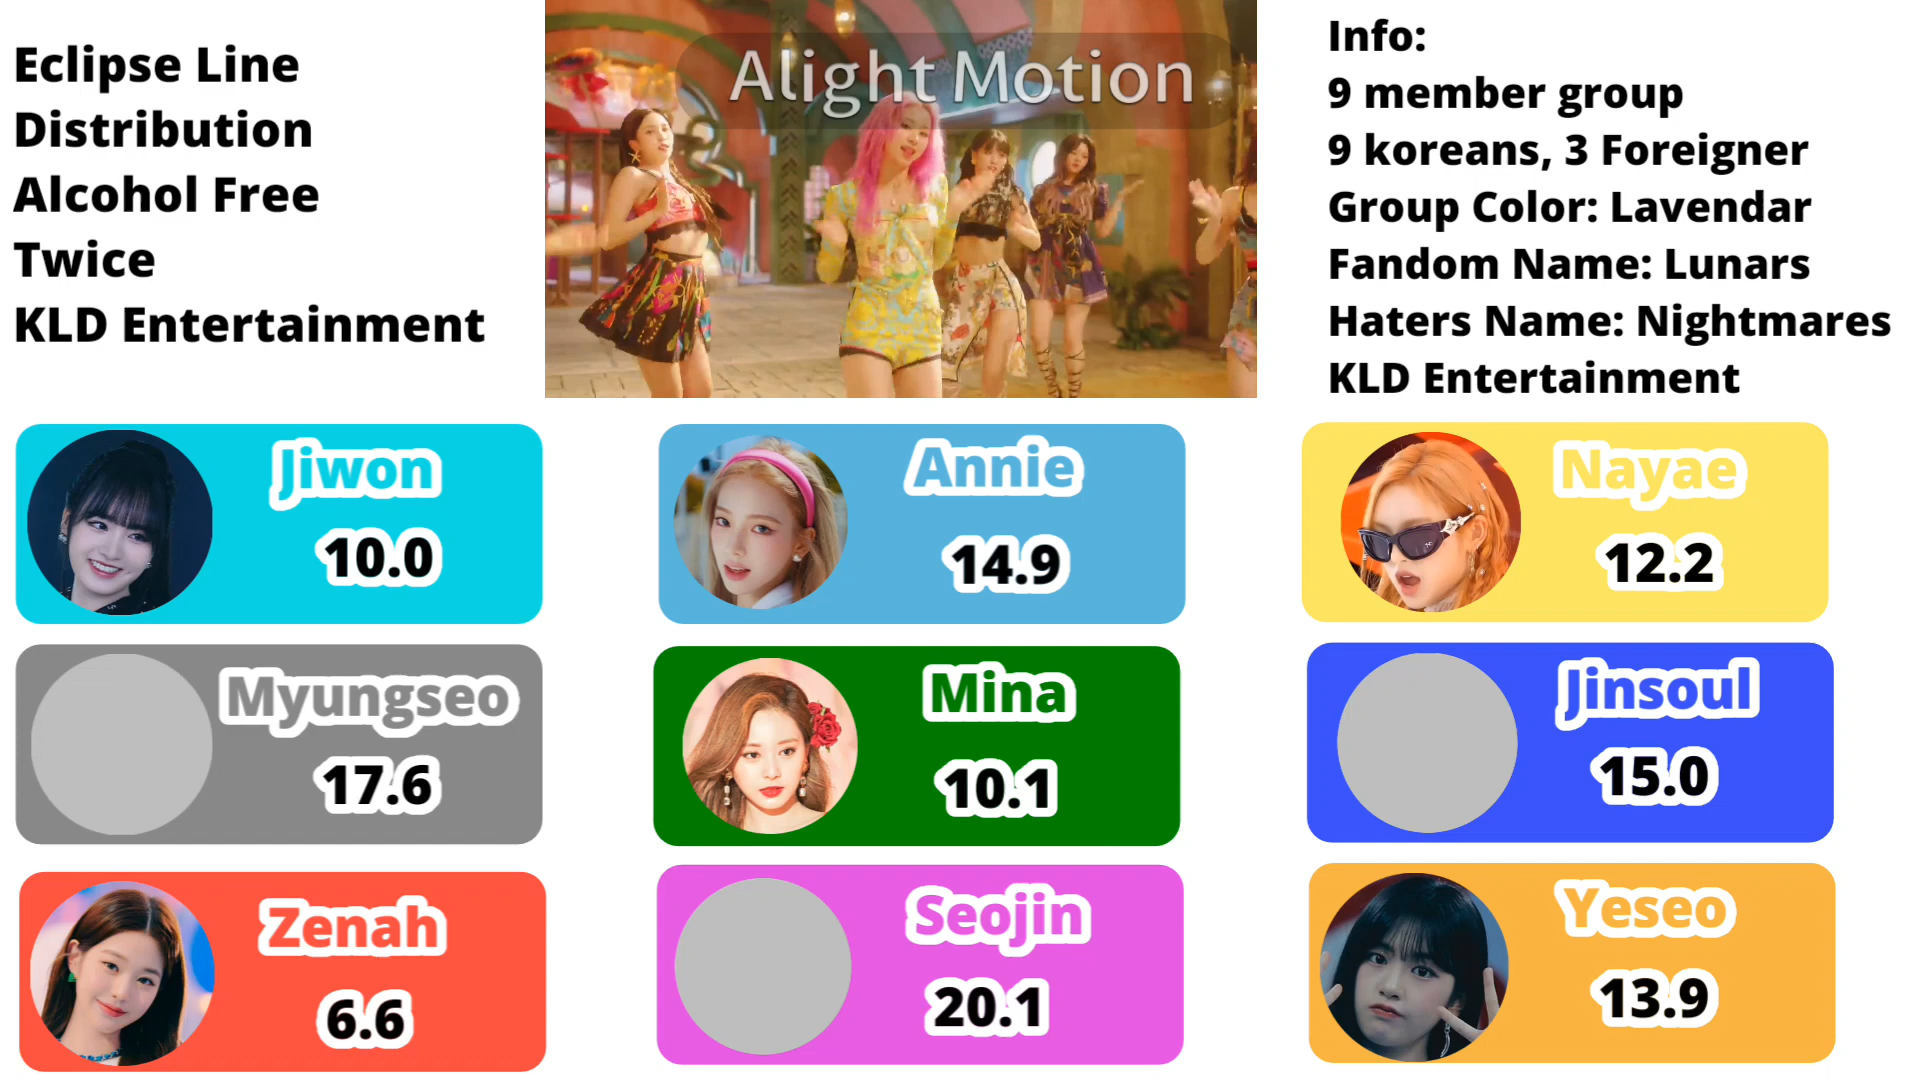 Eclipse Line
Distribution
Alcohol Free
Twice
KLD Entertainment
Alight Motion
Info:
9 member group
9 koreans, 3 Foreigner
Group Color: Lavendar
Fandom Name: Lunars
Haters Name: Nightmares
KLD Entertainment
Jiwon
10.0
Annie
14.9
Nayae
12.2
Myungseo
17.6
Mina
10.1
Jinsoul
15.0
Zenah
6.6
Seojin
20.1
Yeseo
13.9